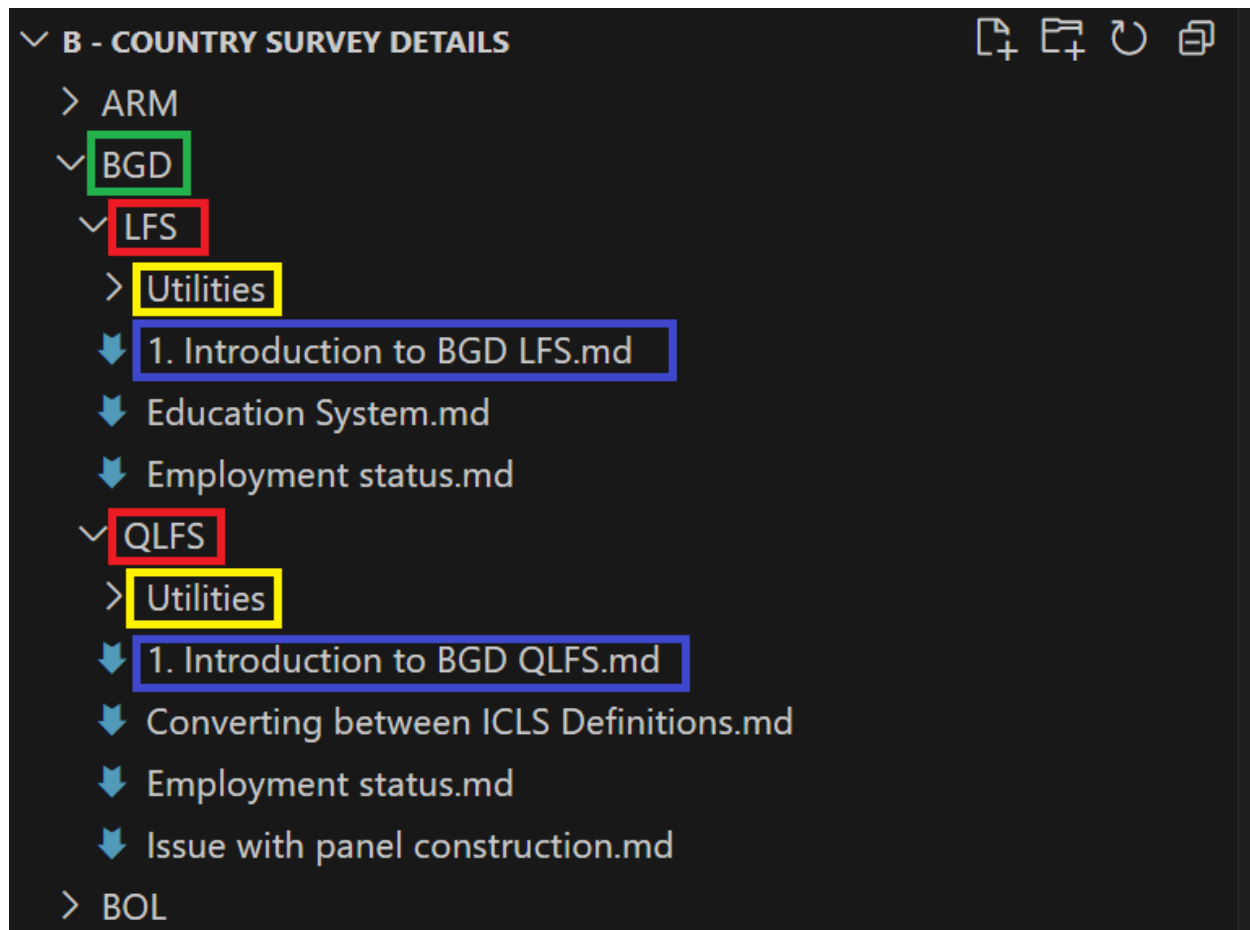 B - COUNTRY SURVEY DETAILS
ARM
BGD
LFS
Utilities
1. Introduction to BGD LFS.md
Education System.md
Employment status.md
QLFS
Utilities
1. Introduction to BGD QLFS.md
Converting between ICLS Definitions.md
Employment status.md
Issue with panel construction.md
BOL